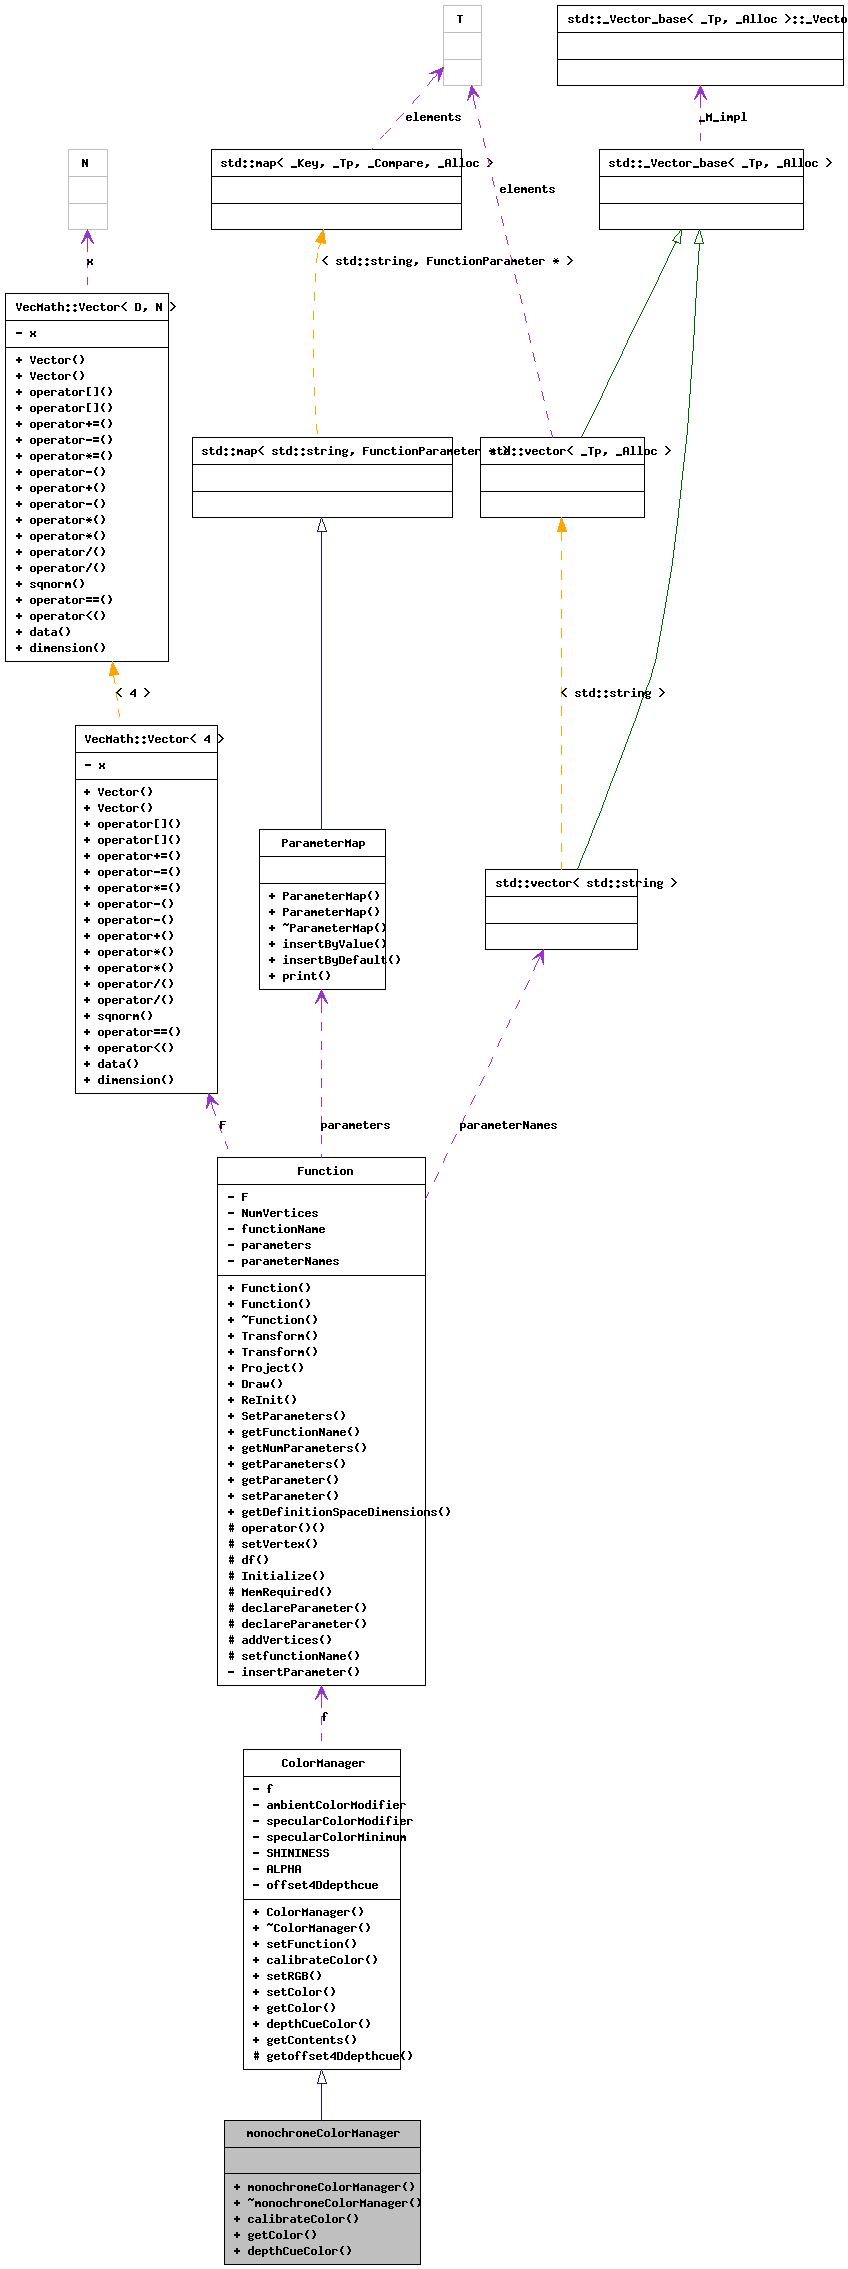 T
std::_Vector_base< _Tp, _Alloc >::_Vecto
elements
_M_impl
N
std::map< _Key, _Tp, _Compare, _Alloc >
std::_Vector_base< _Tp, _Alloc >
elements
x
< std::string, FunctionParameter * >
VecMath::Vector< D, N >
- x
+ Vector()
+ Vector()
+ operator[]()
+ operator[]()
+ operator+=()
+ operator-=()
+ operator*=()
+ operator-()
+ operator+()
+ operator-()
+ operator*()
+ operator*()
+ operator/()
+ operator/()
+ sqnorm()
+ operator==()
+ operator<()
+ data()
+ dimension()
std::map< std::string, FunctionParameter * >
std::vector< _Tp, _Alloc >
< 4 >
< std::string >
VecMath::Vector< 4 >
- x
+ Vector()
+ Vector()
+ operator[]()
+ operator[]()
+ operator+=()
+ operator-=()
+ operator*=()
+ operator-()
+ operator-()
+ operator+()
+ operator*()
+ operator*()
+ operator/()
+ operator/()
+ sqnorm()
+ operator==()
+ operator<()
+ data()
+ dimension()
ParameterMap
+ ParameterMap()
+ ParameterMap()
+ ~ParameterMap()
+ insertByValue()
+ insertByDefault()
+ print()
std::vector< std::string >
F
parameters
parameterNames
Function
- F
- NumVertices
- functionName
- parameters
- parameterNames
+ Function()
+ Function()
+ ~Function()
+ Transform()
+ Transform()
+ Project()
+ Draw()
+ ReInit()
+ SetParameters()
+ getFunctionName()
+ getNumParameters()
+ getParameters()
+ getParameter()
+ setParameter()
+ getDefinitionSpaceDimensions()
# operator()()
# setVertex()
# df()
# Initialize()
# MemRequired()
# declareParameter()
# declareParameter()
# addVertices()
# setfunctionName()
- insertParameter()
f
ColorManager
- f
- ambientColorModifier
- specularColorModifier
- specularColorMinimum
- SHININESS
- ALPHA
- offset4Ddepthcue
+ ColorManager()
+ ~ColorManager()
+ setFunction()
+ calibrateColor()
+ setRGB()
+ setColor()
+ getColor()
+ depthCueColor()
+ getContents()
# getoffset4Ddepthcue()
monochromeColorManager
+ monochromeColorManager()
+ ~monochromeColorManager()
+ calibrateColor()
+ getColor()
+ depthCueColor()